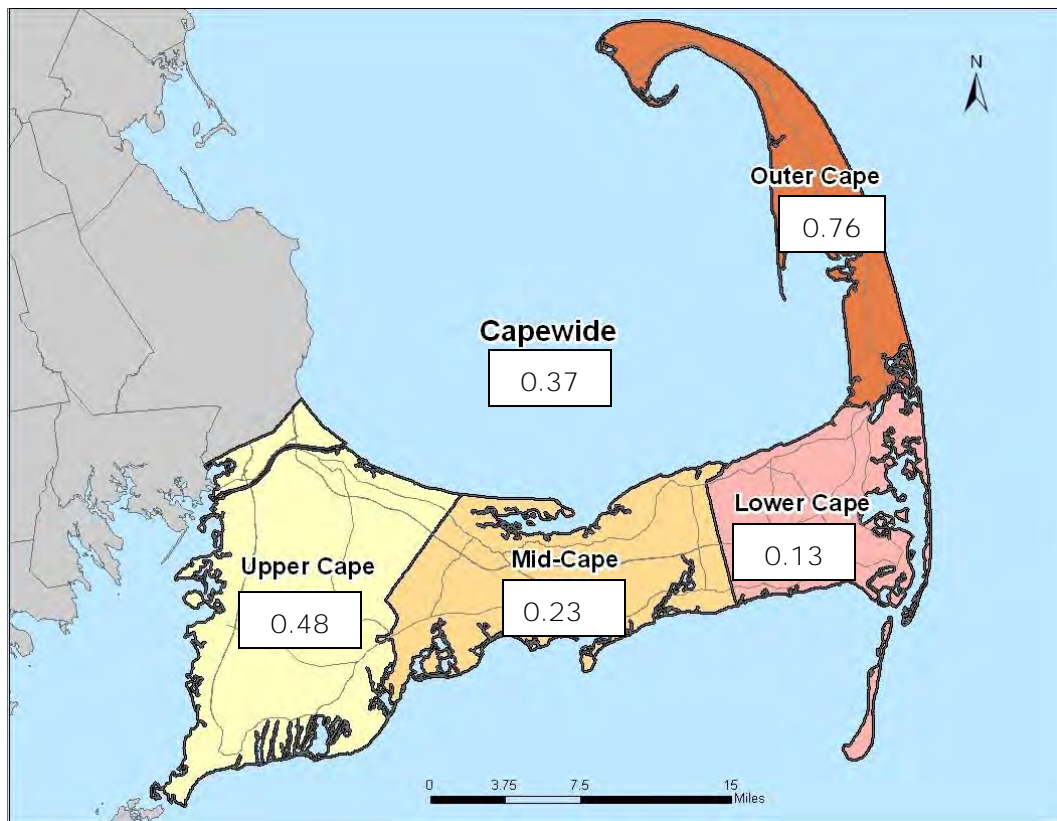 N
Outer Cape
0.76
Capewide
0.37
Lower Cape
0.13
Mid-Cape
0.23
Upper Cape
0.48
0 3.75 7.5 15
Miles